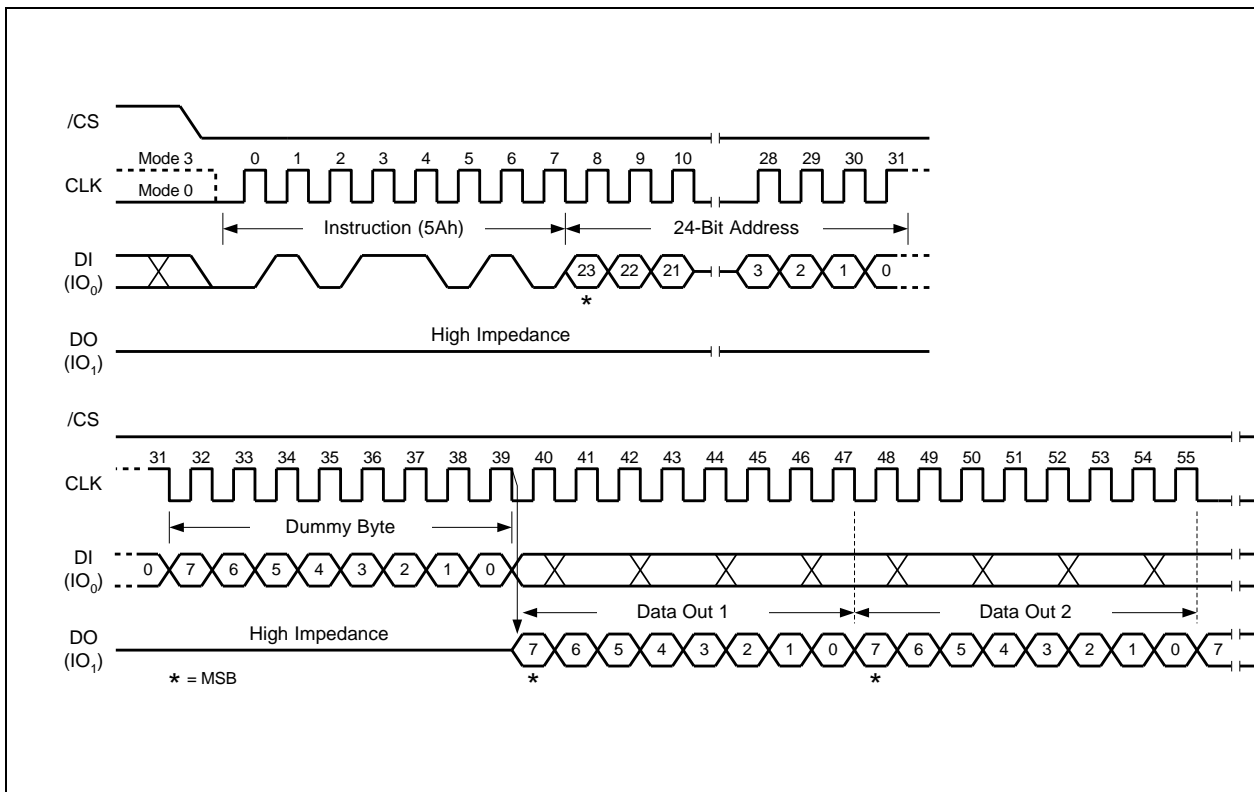 /CS
Mode 3 0 1 2 3 4 5 6 7 8 9 10 28 29 30 31
CLK Mode 0
Instruction (5Ah) 24-Bit Address
DI
(IO0) 23 22 21 3 2 1 0
*
DO High Impedance
(IO1)
/CS
31 32 33 34 35 36 37 38 39 40 41 42 43 44 45 46 47 48 49 50 51 52 53 54 55
CLK
Dummy Byte
DI
(IO0) 0 7 6 5 4 3 2 1 0
Data Out 1 Data Out 2
DO High Impedance
(IO1) 7 6 5 4 3 2 1 0 7 6 5 4 3 2 1 0 7
* = MSB * *